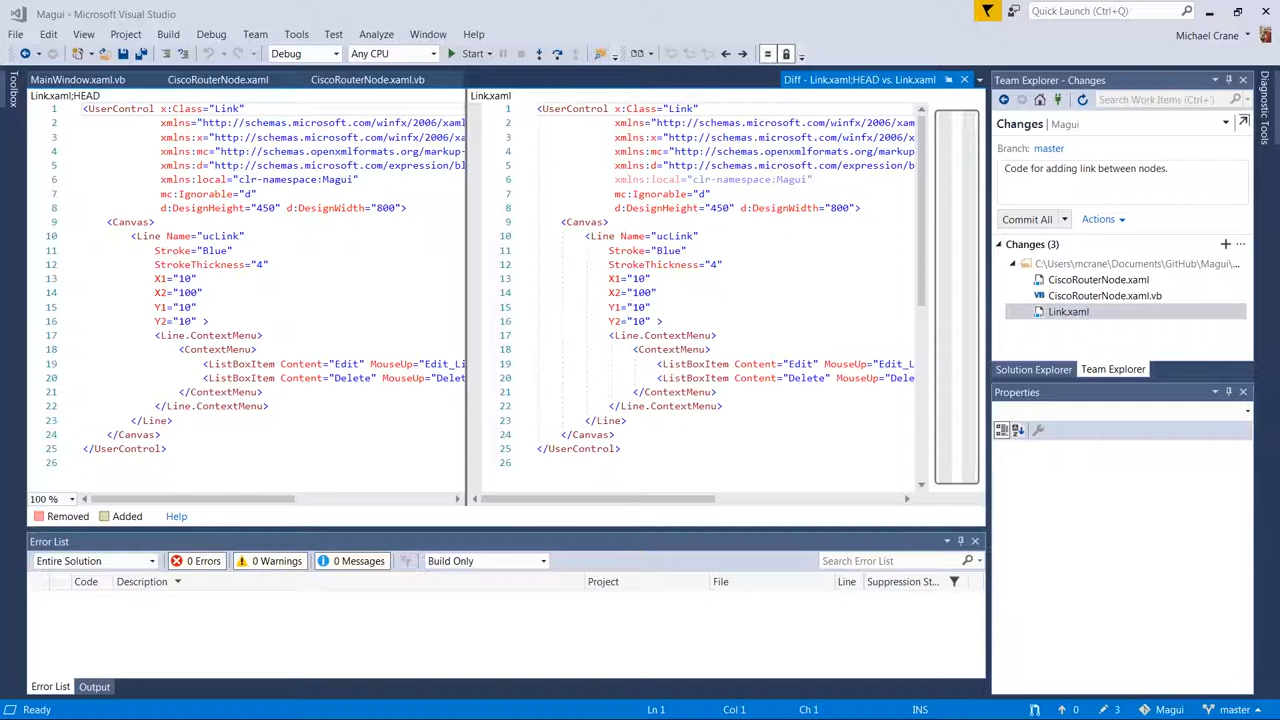 Magui - Microsoft Visual Studio
Quick Launch (Ctrl+Q)
File Edit View Project Build Debug Team Tools Test Analyze Window Help
Michael Crane
Debug Any CPU Start
Toolbox
MainWindow.xaml.vb CiscoRouterNode.xaml CiscoRouterNode.xaml.vb Diff - Link.xaml;HEAD vs. Link.xaml
Link.xaml;HEAD
1 <UserControl x:Class="Link"
2 xmlns="http://schemas.microsoft.com/winfx/2006/xaml
3 xmlns:x="http://schemas.microsoft.com/winfx/2006/xa
4 xmlns:mc="http://schemas.openxmlformats.org/markup-
5 xmlns:d="http://schemas.microsoft.com/expression/bl
6 xmlns:local="clr-namespace:Magui"
7 mc:Ignorable="d"
8 d:DesignHeight="450" d:DesignWidth="800">
9 <Canvas>
10 <Line Name="ucLink"
11 Stroke="Blue"
12 StrokeThickness="4"
13 X1="10"
14 X2="100"
15 Y1="10"
16 Y2="10" >
17 <Line.ContextMenu>
18 <ContextMenu>
19 <ListBoxItem Content="Edit" MouseUp="Edit_Li
20 <ListBoxItem Content="Delete" MouseUp="Delet
21 </ContextMenu>
22 </Line.ContextMenu>
23 </Line>
24 </Canvas>
25 </UserControl>
26
100 %
Link.xaml
1 <UserControl x:Class="Link"
2 xmlns="http://schemas.microsoft.com/winfx/2006/xam
3 xmlns:x="http://schemas.microsoft.com/winfx/2006/x
4 xmlns:mc="http://schemas.openxmlformats.org/markup
5 xmlns:d="http://schemas.microsoft.com/expression/b
6 xmlns:local="clr-namespace:Magui"
7 mc:Ignorable="d"
8 d:DesignHeight="450" d:DesignWidth="800">
9 <Canvas>
10 <Line Name="ucLink"
11 Stroke="Blue"
12 StrokeThickness="4"
13 X1="10"
14 X2="100"
15 Y1="10"
16 Y2="10" >
17 <Line.ContextMenu>
18 <ContextMenu>
19 <ListBoxItem Content="Edit" MouseUp="Edit_L
20 <ListBoxItem Content="Delete" MouseUp="Dele
21 </ContextMenu>
22 </Line.ContextMenu>
23 </Line>
24 </Canvas>
25 </UserControl>
26
Removed Added Help
Team Explorer - Changes
Search Work Items (Ctrl+')
Changes | Magui
Branch: master
Code for adding link between nodes.
Commit All Actions
Changes (3)
C:\Users\mcrane\Documents\GitHub\Magui\...
CiscoRouterNode.xaml
VB CiscoRouterNode.xaml.vb
Link.xaml
Solution Explorer Team Explorer
Properties
Diagnostic Tools
Error List
Entire Solution 0 Errors 0 Warnings 0 Messages Build Only Search Error List
Code Description Project File Line Suppression St...
Error List Output
Ready Ln 1 Col 1 Ch 1 INS 0 3 Magui master